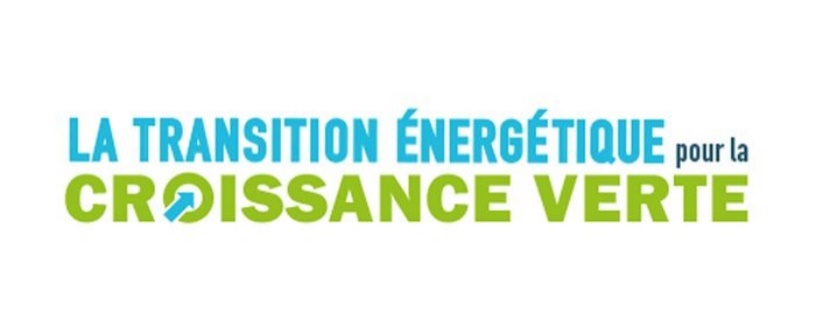 LA TRANSITION ÉNERGÉTIQUE pour la
CROISSANCE VERTE